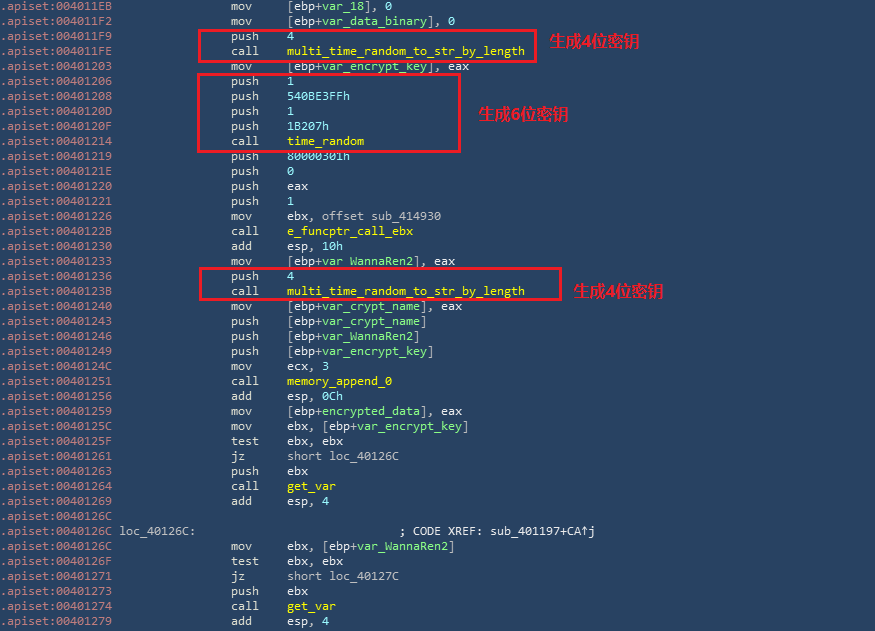 .apiset:004011EB mov [ebp+var_18], 0
.apiset:004011F2 mov [ebp+var_data_binary], 0
.apiset:004011F9 push 4 生成4位密钥
.apiset:004011FE call multi_time_random_to_str_by_length
.apiset:00401203 mov [ebp+var_encrypt_key], eax
.apiset:00401206 push 1
.apiset:00401208 push 540BE3FFh
.apiset:0040120D push 1 生成6位密钥
.apiset:0040120F push 1B207h
.apiset:00401214 call time_random
.apiset:00401219 push 80000301h
.apiset:0040121E push 0
.apiset:00401220 push eax
.apiset:00401221 push 1
.apiset:00401226 mov ebx, offset sub_414930
.apiset:0040122B call e_funcptr_call_ebx
.apiset:00401230 add esp, 10h
.apiset:00401233 mov [ebp+var_WannaRen2], eax
.apiset:00401236 push 4
.apiset:0040123B call multi_time_random_to_str_by_length 生成4位密钥
.apiset:00401240 mov [ebp+var_crypt_name], eax
.apiset:00401243 push [ebp+var_crypt_name]
.apiset:00401246 push [ebp+var_WannaRen2]
.apiset:00401249 push [ebp+var_encrypt_key]
.apiset:0040124C mov ecx, 3
.apiset:00401251 call memory_append_0
.apiset:00401256 add esp, 0Ch
.apiset:00401259 mov [ebp+encrypted_data], eax
.apiset:0040125C mov ebx, [ebp+var_encrypt_key]
.apiset:0040125F test ebx, ebx
.apiset:00401261 jz short loc_40126C
.apiset:00401263 push ebx
.apiset:00401264 call get_var
.apiset:00401269 add esp, 4
.apiset:0040126C
.apiset:0040126C loc_40126C: ; CODE XREF: sub_401197+CA↑j
.apiset:0040126C mov ebx, [ebp+var_WannaRen2]
.apiset:0040126F test ebx, ebx
.apiset:00401271 jz short loc_40127C
.apiset:00401273 push ebx
.apiset:00401274 call get_var
.apiset:00401279 add esp, 4